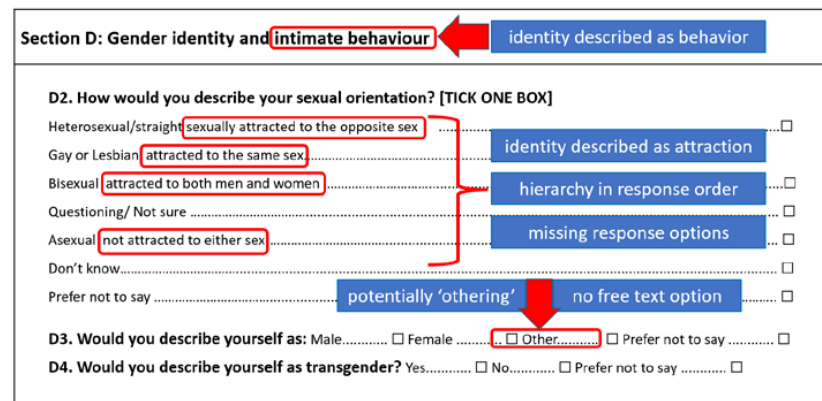 Section D: Gender identity and intimate behaviour identity described as behavior
D2. How would you describe your sexual orientation? [TICK ONE BOX]
Heterosexual/straight sexually attracted to the opposite sex ☐
Gay or Lesbian attracted to the same sex identity described as attraction
Bisexual attracted to both men and women hierarchy in response order ☐
Questioning/ Not sure ☐
Asexual not attracted to either sex missing response options ☐
Don't know ☐
Prefer not to say potentially 'othering' no free text option ☐
D3. Would you describe yourself as: Male............ ☐ Female ............ ☐ Other........... ☐ Prefer not to say ............ ☐
D4. Would you describe yourself as transgender? Yes............ ☐ No............ ☐ Prefer not to say ............ ☐